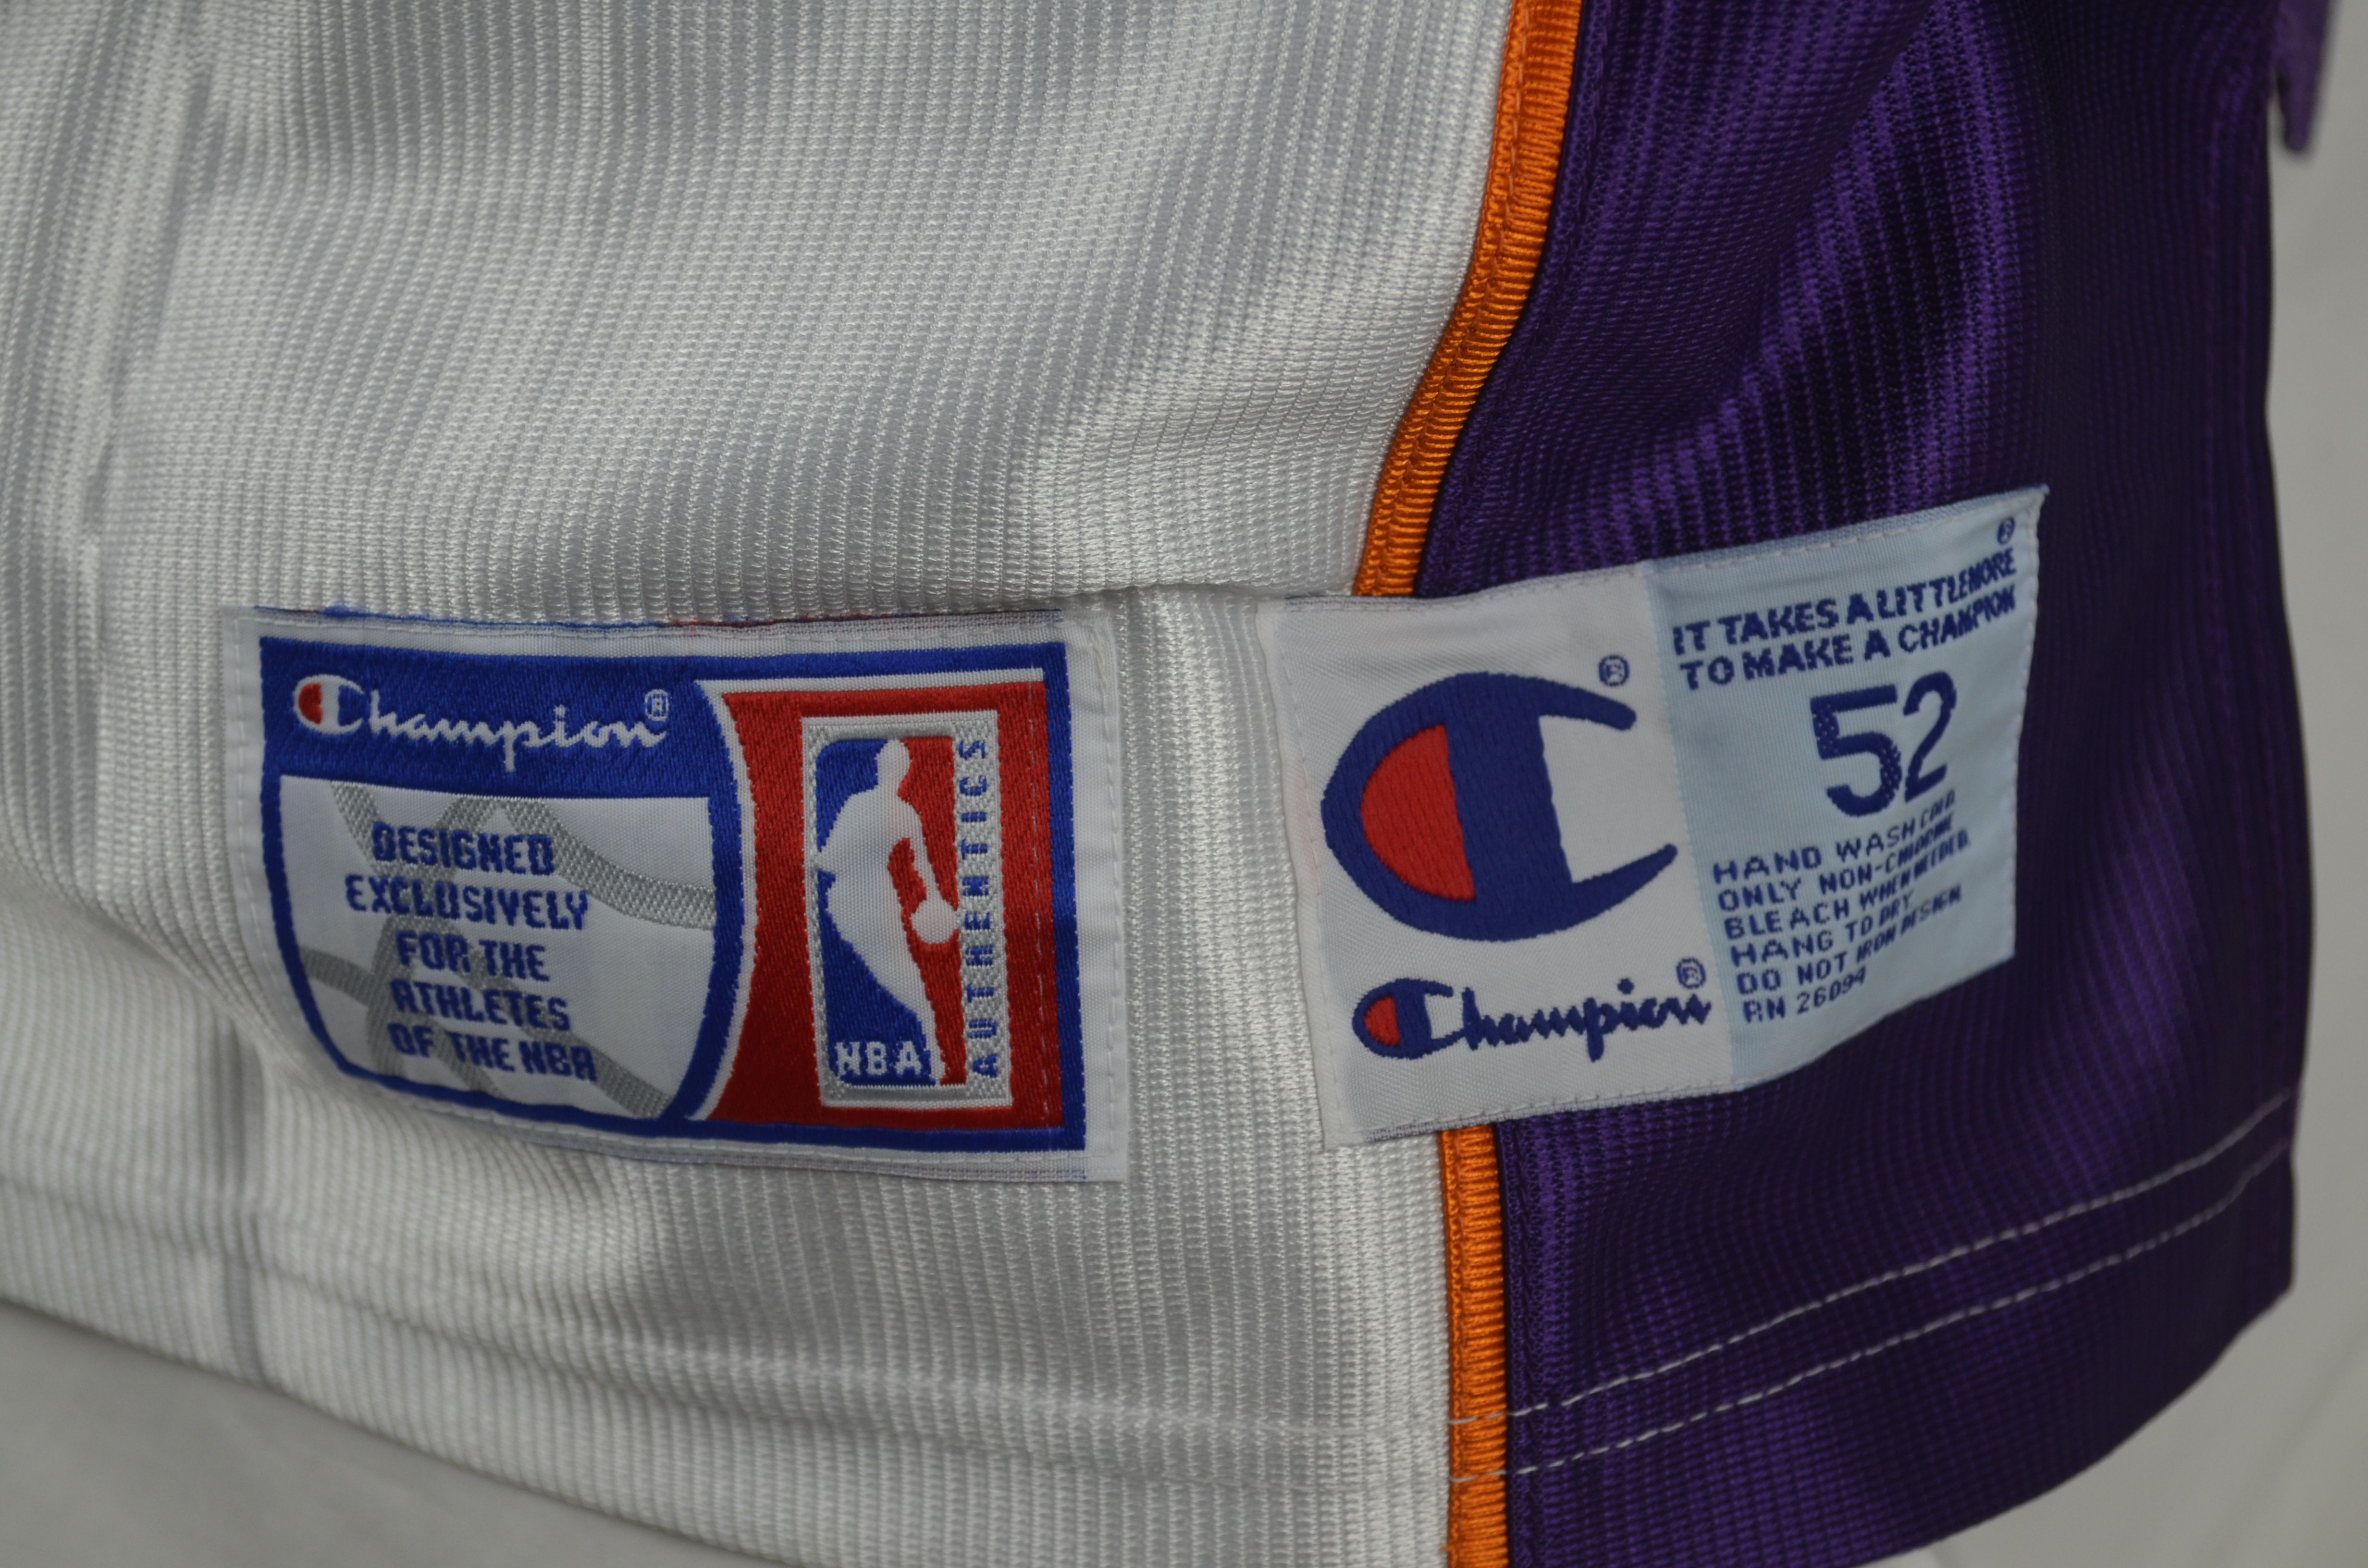 Champion®
DESIGNED
EXCLUSIVELY
FOR THE
ATHLETES
OF THE NBA
NBA
AUTHENTICS
®
IT TAKES A LITTLE MORE
TO MAKE A CHAMPION
52
HAND WASH COLD.
ONLY NON-CHLORINE
BLEACH WHEN NEEDED.
HANG TO DRY.
DO NOT IRON DESIGN.
RN 26094
®
Champion®